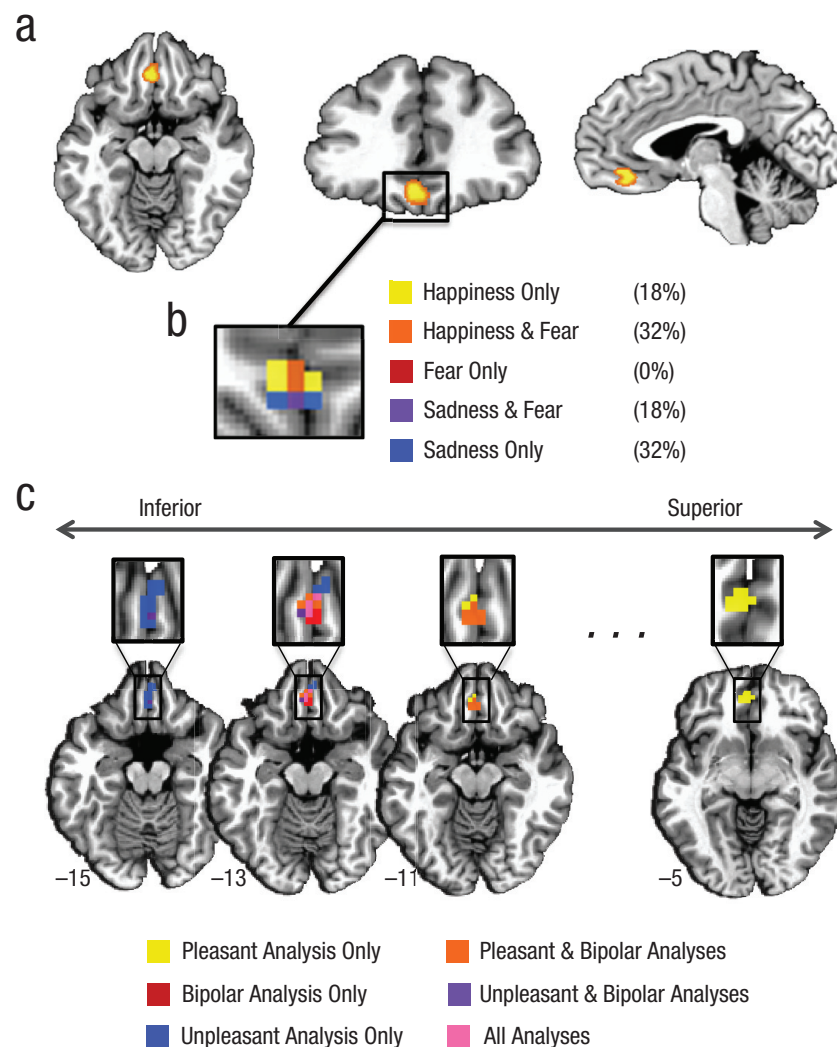 a
b
Happiness Only (18%)
Happiness & Fear (32%)
Fear Only (0%)
Sadness & Fear (18%)
Sadness Only (32%)
c
Inferior Superior
. . .
–15 –13 –11 –5
Pleasant Analysis Only Pleasant & Bipolar Analyses
Bipolar Analysis Only Unpleasant & Bipolar Analyses
Unpleasant Analysis Only All Analyses